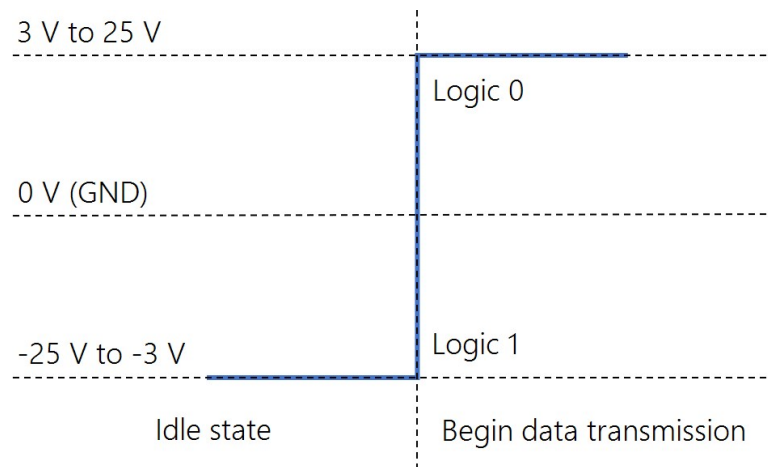 3 V to 25 V
Logic 0
0 V (GND)
Logic 1
-25 V to -3 V
Idle state
Begin data transmission